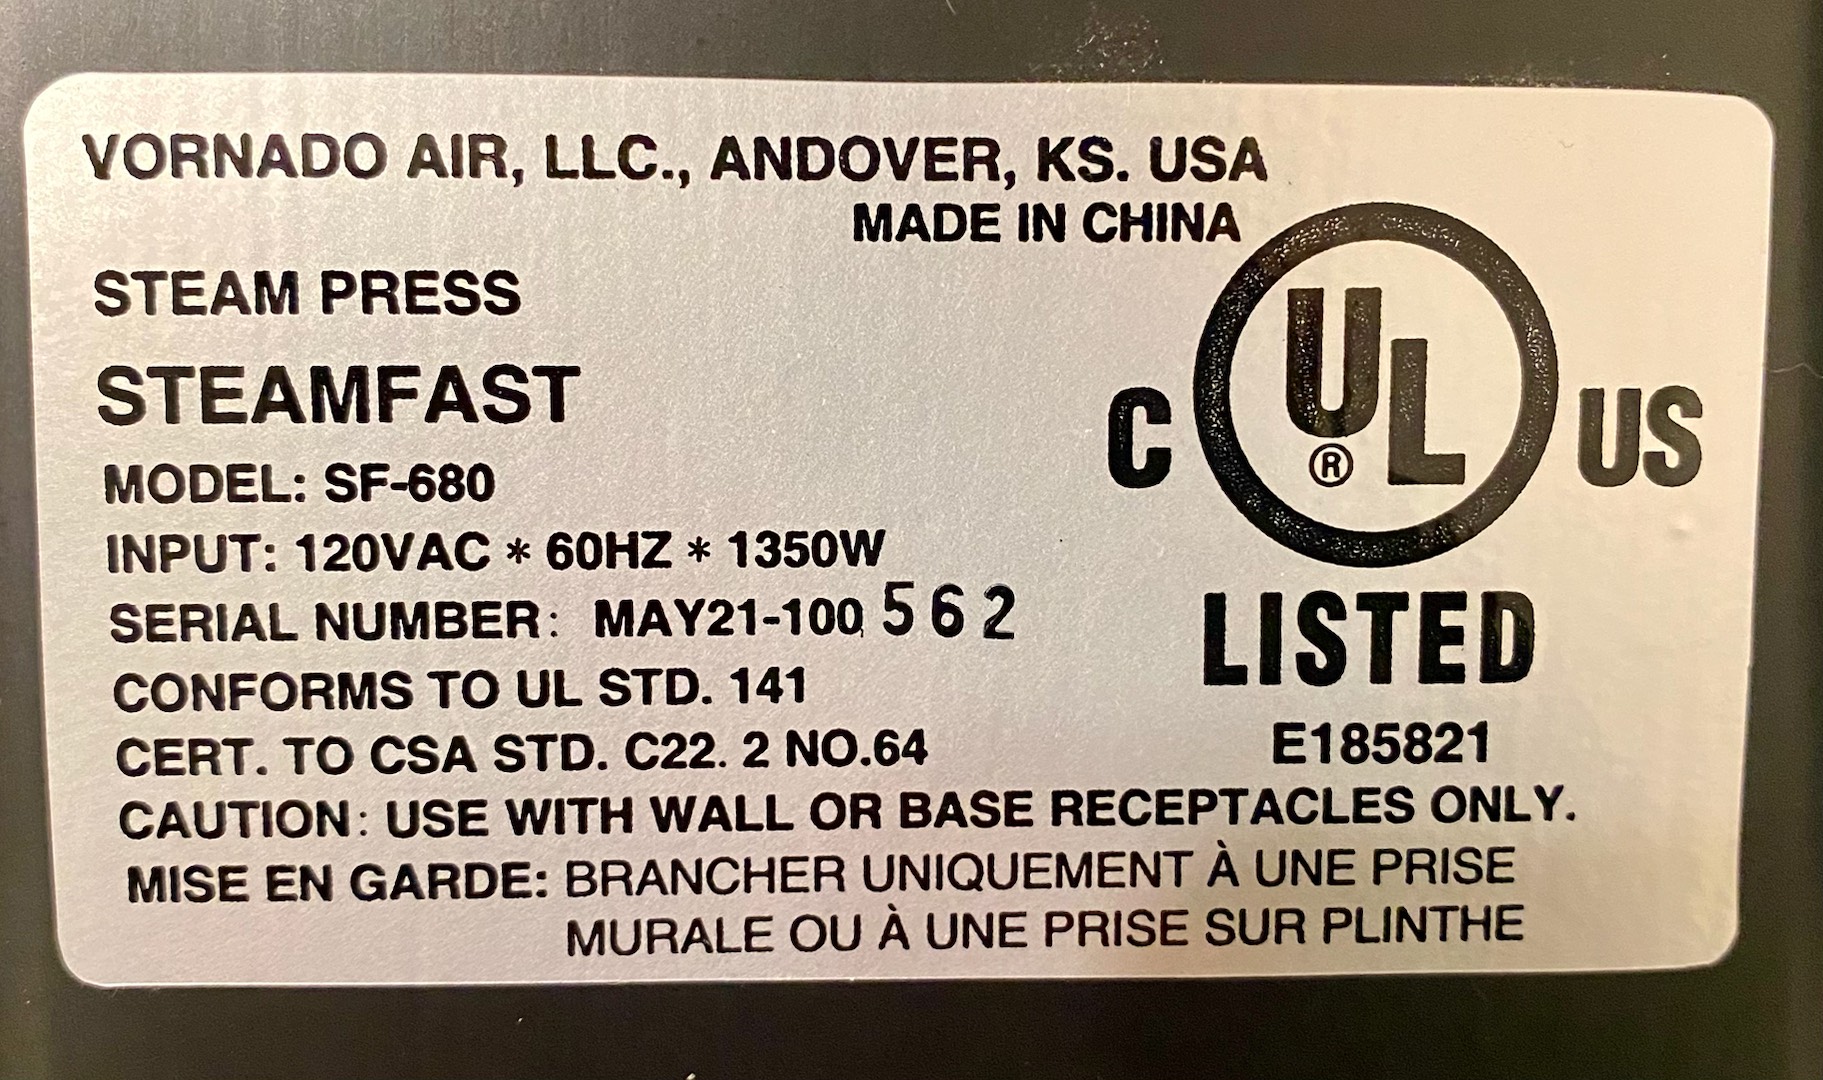 VORNADO AIR, LLC., ANDOVER, KS. USA
MADE IN CHINA
STEAM PRESS
STEAMFAST
MODEL: SF-680
INPUT: 120VAC * 60HZ * 1350W
SERIAL NUMBER: MAY21-100 562
CONFORMS TO UL STD. 141
CERT. TO CSA STD. C22. 2 NO.64
C UL ® US
LISTED
E185821
CAUTION: USE WITH WALL OR BASE RECEPTACLES ONLY.
MISE EN GARDE: BRANCHER UNIQUEMENT À UNE PRISE
MURALE OU À UNE PRISE SUR PLINTHE